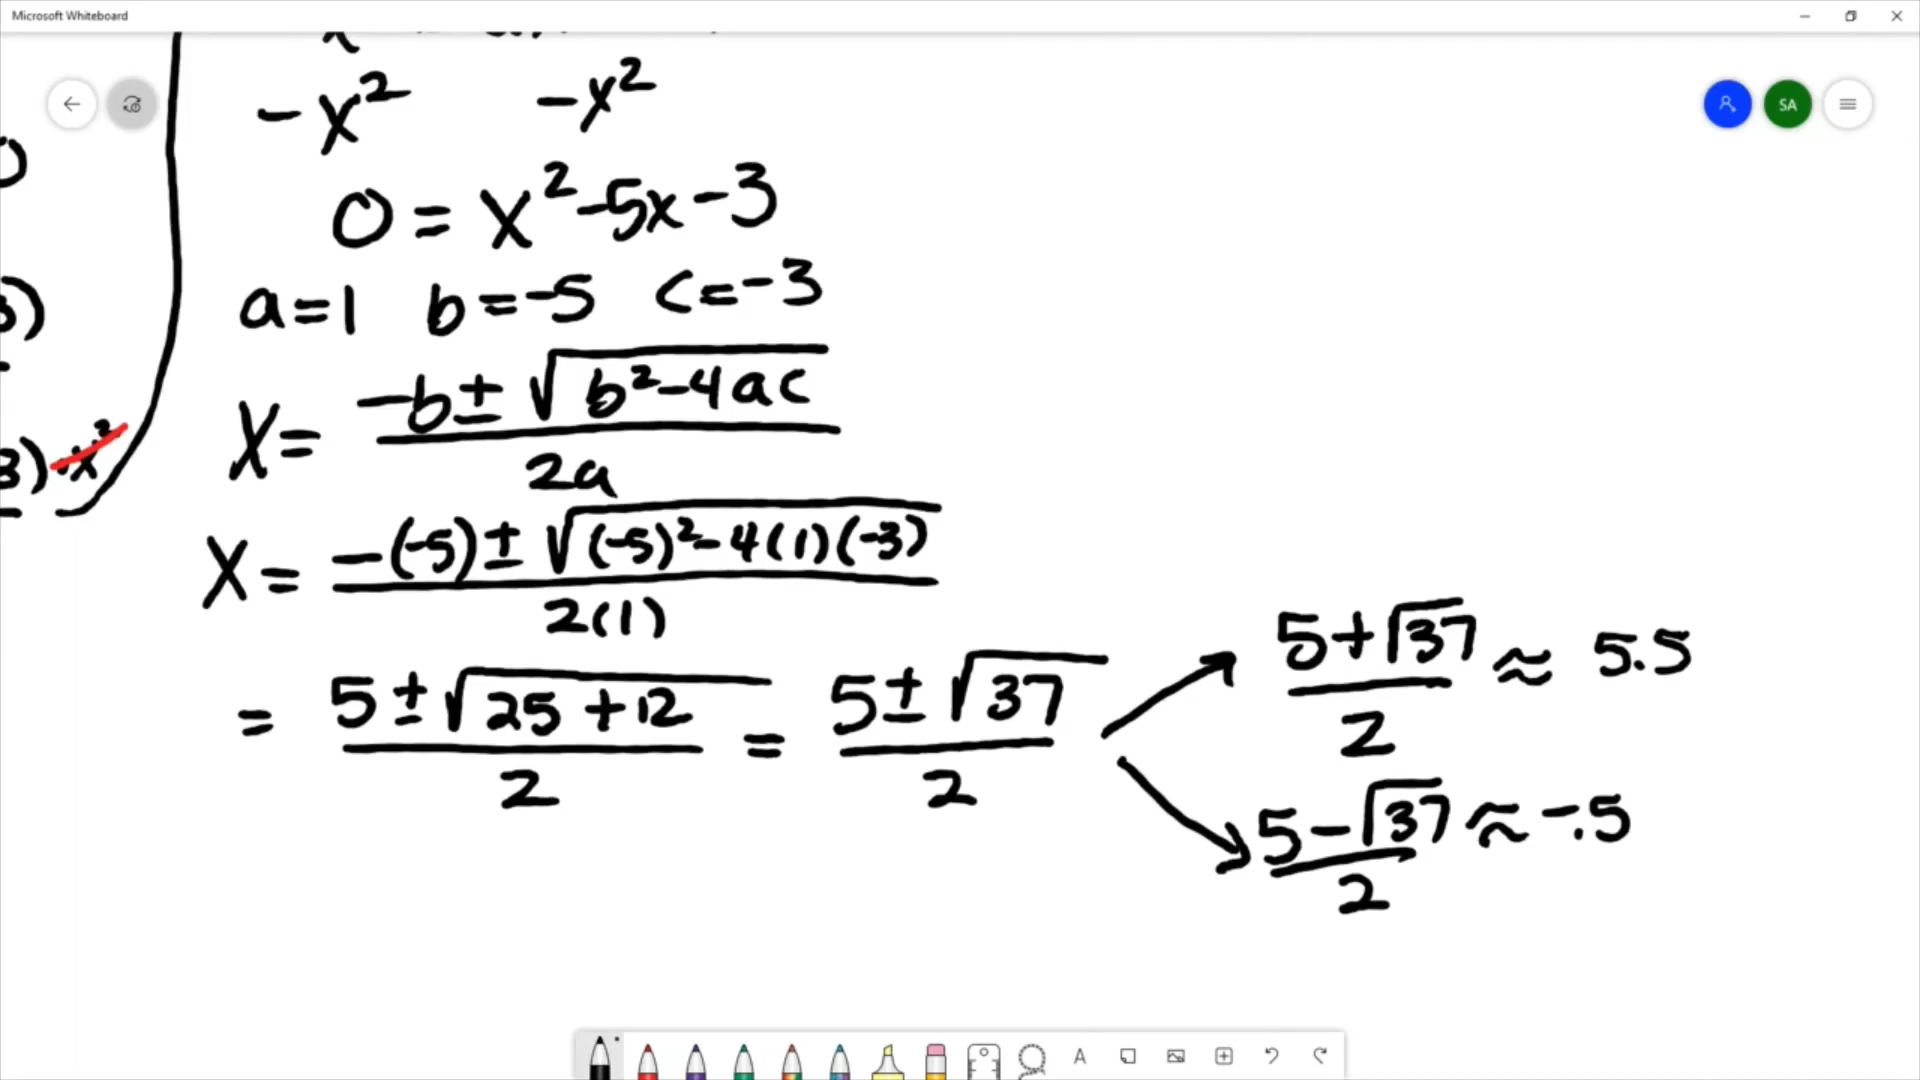 Microsoft Whiteboard
-x² -x²
SA
0 = x²-5x-3
a=1 b=-5 c=-3
x= -b±√b²-4ac
2a
3) ·x²
x= -(-5)±√(-5)²-4(1)(-3)
2(1)
= 5±√25+12 = 5±√37
2 2
5+√37 ≈ 5.5
2
5-√37 ≈ -.5
2
A